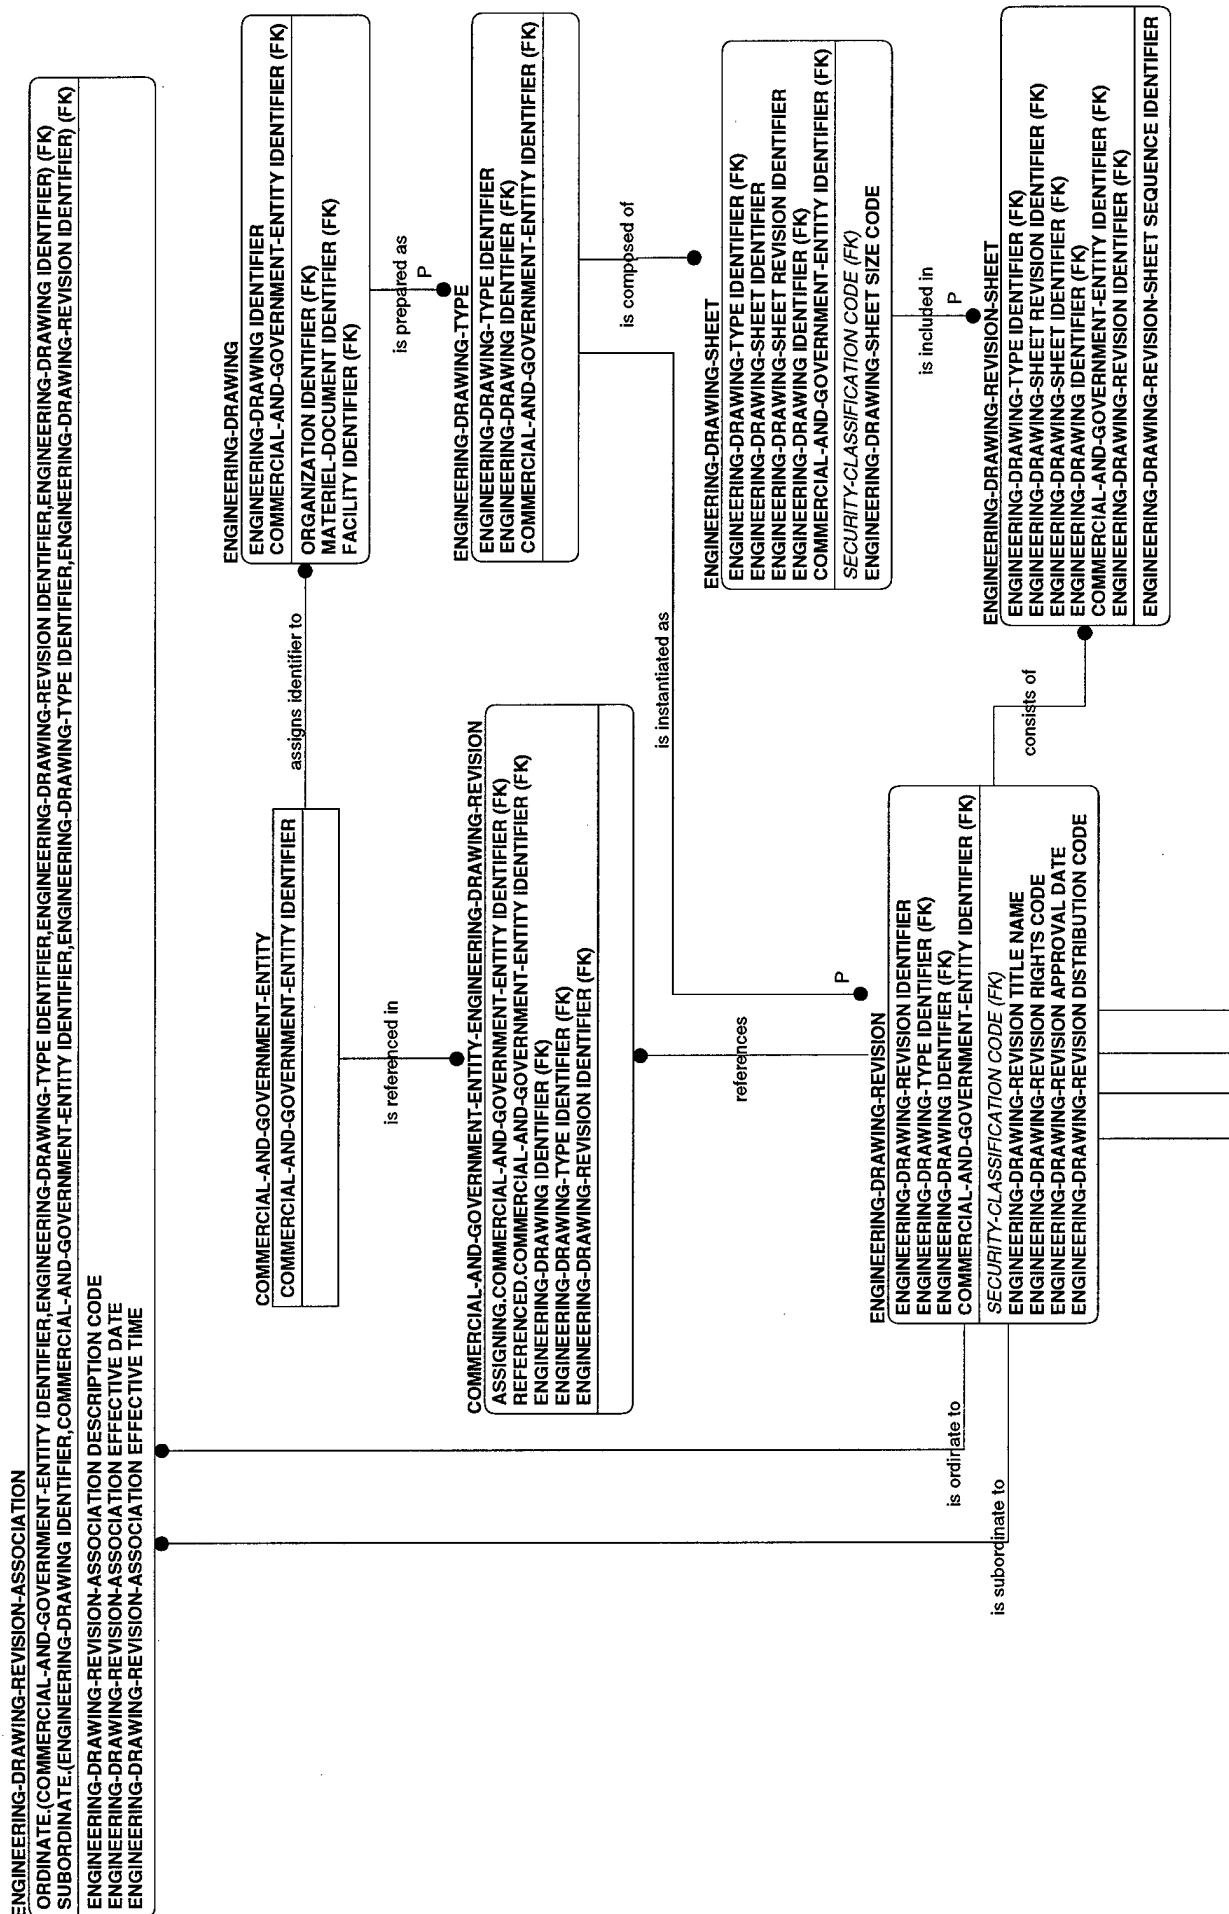 ENGINEERING-DRAWING-REVISION-ASSOCIATION
ORDINATE.(COMMERCIAL-AND-GOVERNMENT-ENTITY IDENTIFIER,ENGINEERING-DRAWING-TYPE IDENTIFIER,ENGINEERING-DRAWING-REVISION IDENTIFIER,ENGINEERING-DRAWING IDENTIFIER) (FK)
SUBORDINATE.(ENGINEERING-DRAWING IDENTIFIER,COMMERCIAL-AND-GOVERNMENT-ENTITY IDENTIFIER,ENGINEERING-DRAWING-TYPE IDENTIFIER,ENGINEERING-DRAWING-REVISION IDENTIFIER) (FK)
ENGINEERING-DRAWING-REVISION-ASSOCIATION DESCRIPTION CODE
ENGINEERING-DRAWING-REVISION-ASSOCIATION EFFECTIVE DATE
ENGINEERING-DRAWING-REVISION-ASSOCIATION EFFECTIVE TIME
COMMERCIAL-AND-GOVERNMENT-ENTITY
COMMERCIAL-AND-GOVERNMENT-ENTITY IDENTIFIER
assigns identifier to
ENGINEERING-DRAWING
ENGINEERING-DRAWING IDENTIFIER
COMMERCIAL-AND-GOVERNMENT-ENTITY IDENTIFIER (FK)
ORGANIZATION IDENTIFIER (FK)
MATERIEL-DOCUMENT IDENTIFIER (FK)
FACILITY IDENTIFIER (FK)
is referenced in
is prepared as
P
COMMERCIAL-AND-GOVERNMENT-ENTITY-ENGINEERING-DRAWING-REVISION
ASSIGNING.COMMERCIAL-AND-GOVERNMENT-ENTITY IDENTIFIER (FK)
REFERENCED.COMMERCIAL-AND-GOVERNMENT-ENTITY IDENTIFIER (FK)
ENGINEERING-DRAWING IDENTIFIER (FK)
ENGINEERING-DRAWING-TYPE IDENTIFIER (FK)
ENGINEERING-DRAWING-REVISION IDENTIFIER (FK)
ENGINEERING-DRAWING-TYPE
ENGINEERING-DRAWING-TYPE IDENTIFIER
ENGINEERING-DRAWING IDENTIFIER (FK)
COMMERCIAL-AND-GOVERNMENT-ENTITY IDENTIFIER (FK)
is composed of
is instantiated as
references
P
ENGINEERING-DRAWING-SHEET
ENGINEERING-DRAWING-TYPE IDENTIFIER (FK)
ENGINEERING-DRAWING-SHEET IDENTIFIER
ENGINEERING-DRAWING-SHEET REVISION IDENTIFIER
ENGINEERING-DRAWING IDENTIFIER (FK)
COMMERCIAL-AND-GOVERNMENT-ENTITY IDENTIFIER (FK)
SECURITY-CLASSIFICATION CODE (FK)
ENGINEERING-DRAWING-SHEET SIZE CODE
ENGINEERING-DRAWING-REVISION
ENGINEERING-DRAWING-REVISION IDENTIFIER
ENGINEERING-DRAWING-TYPE IDENTIFIER (FK)
ENGINEERING-DRAWING IDENTIFIER (FK)
COMMERCIAL-AND-GOVERNMENT-ENTITY IDENTIFIER (FK)
SECURITY-CLASSIFICATION CODE (FK)
ENGINEERING-DRAWING-REVISION TITLE NAME
ENGINEERING-DRAWING-REVISION RIGHTS CODE
ENGINEERING-DRAWING-REVISION APPROVAL DATE
ENGINEERING-DRAWING-REVISION DISTRIBUTION CODE
is ordinate to
is subordinate to
is included in
P
consists of
ENGINEERING-DRAWING-REVISION-SHEET
ENGINEERING-DRAWING-TYPE IDENTIFIER (FK)
ENGINEERING-DRAWING-SHEET REVISION IDENTIFIER (FK)
ENGINEERING-DRAWING-SHEET IDENTIFIER (FK)
ENGINEERING-DRAWING IDENTIFIER (FK)
COMMERCIAL-AND-GOVERNMENT-ENTITY IDENTIFIER (FK)
ENGINEERING-DRAWING-REVISION IDENTIFIER (FK)
ENGINEERING-DRAWING-REVISION-SHEET SEQUENCE IDENTIFIER